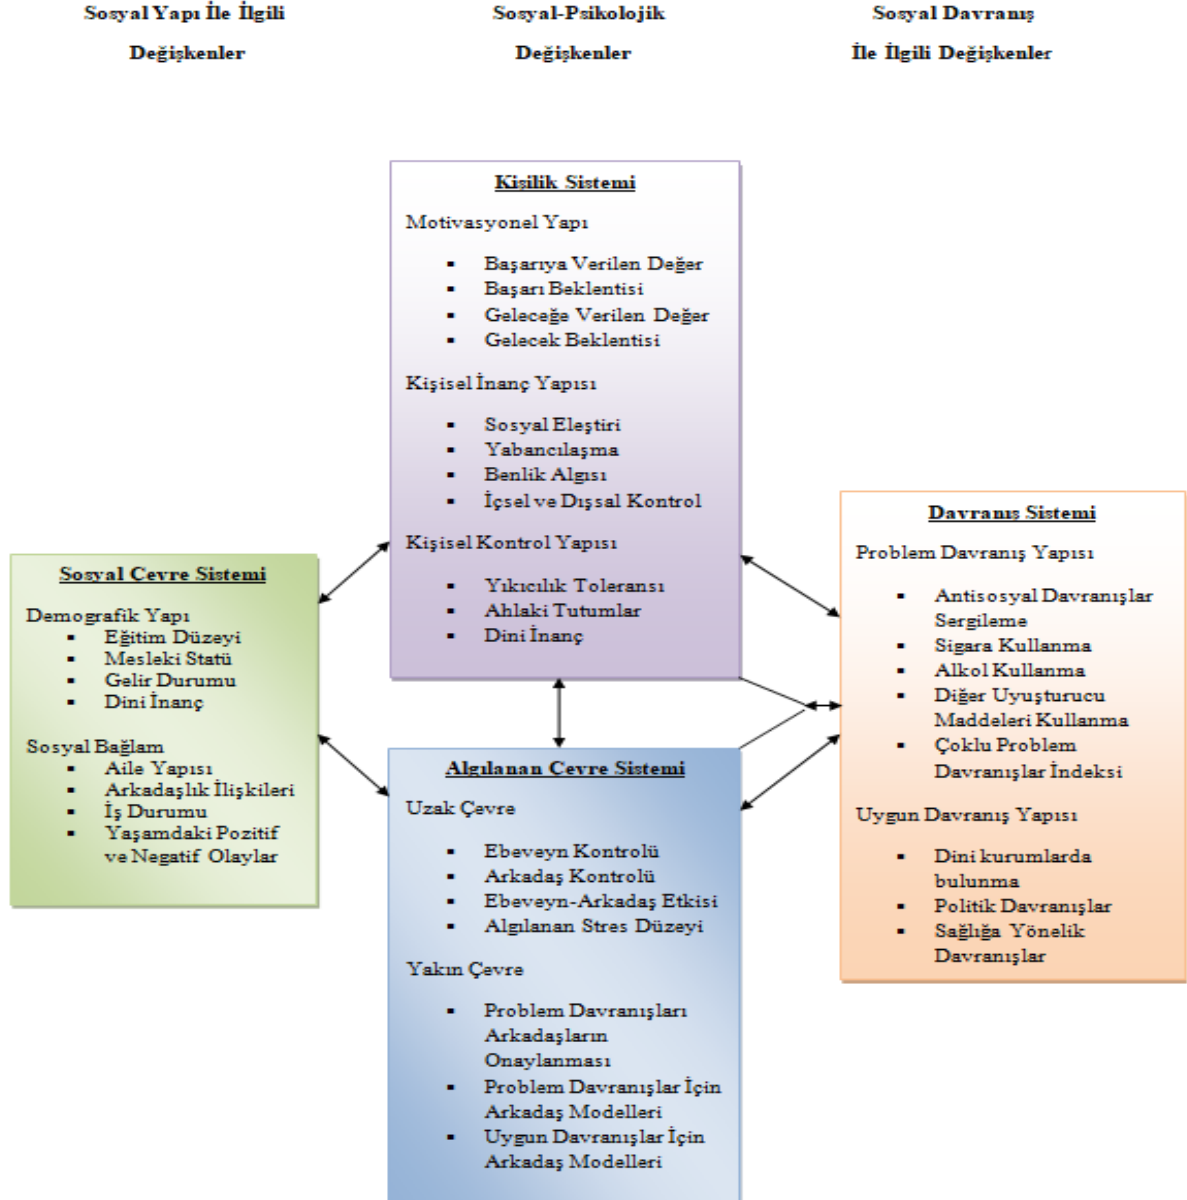 Sosyal Yapı İle İlgili
Değişkenler
Sosyal-Psikolojik
Değişkenler
Sosyal Davranış
İle İlgili Değişkenler
Kişilik Sistemi
Motivasyonel Yapı
▪ Başarıya Verilen Değer
▪ Başarı Beklentisi
▪ Geleceğe Verilen Değer
▪ Gelecek Beklentisi
Kişisel İnanç Yapısı
▪ Sosyal Eleştiri
▪ Yabancılaşma
▪ Benlik Algısı
▪ İçsel ve Dışsal Kontrol
Kişisel Kontrol Yapısı
▪ Yıkıcılık Toleransı
▪ Ahlaki Tutumlar
▪ Dini İnanç
Sosyal Çevre Sistemi
Demografik Yapı
▪ Eğitim Düzeyi
▪ Mesleki Statü
▪ Gelir Durumu
▪ Dini İnanç
Sosyal Bağlam
▪ Aile Yapısı
▪ Arkadaşlık İlişkileri
▪ İş Durumu
▪ Yaşamdaki Pozitif
ve Negatif Olaylar
Algılanan Çevre Sistemi
Uzak Çevre
▪ Ebeveyn Kontrolü
▪ Arkadaş Kontrolü
▪ Ebeveyn-Arkadaş Etkisi
▪ Algılanan Stres Düzeyi
Yakın Çevre
▪ Problem Davranışları
Arkadaşların
Onaylanması
▪ Problem Davranışlar İçin
Arkadaş Modelleri
▪ Uygun Davranışlar İçin
Arkadaş Modelleri
Davranış Sistemi
Problem Davranış Yapısı
▪ Antisosyal Davranışlar
Sergileme
▪ Sigara Kullanma
▪ Alkol Kullanma
▪ Diğer Uyuşturucu
Maddeleri Kullanma
▪ Çoklu Problem
Davranışlar İndeksi
Uygun Davranış Yapısı
▪ Dini kurumlarda
bulunma
▪ Politik Davranışlar
▪ Sağlığa Yönelik
Davranışlar